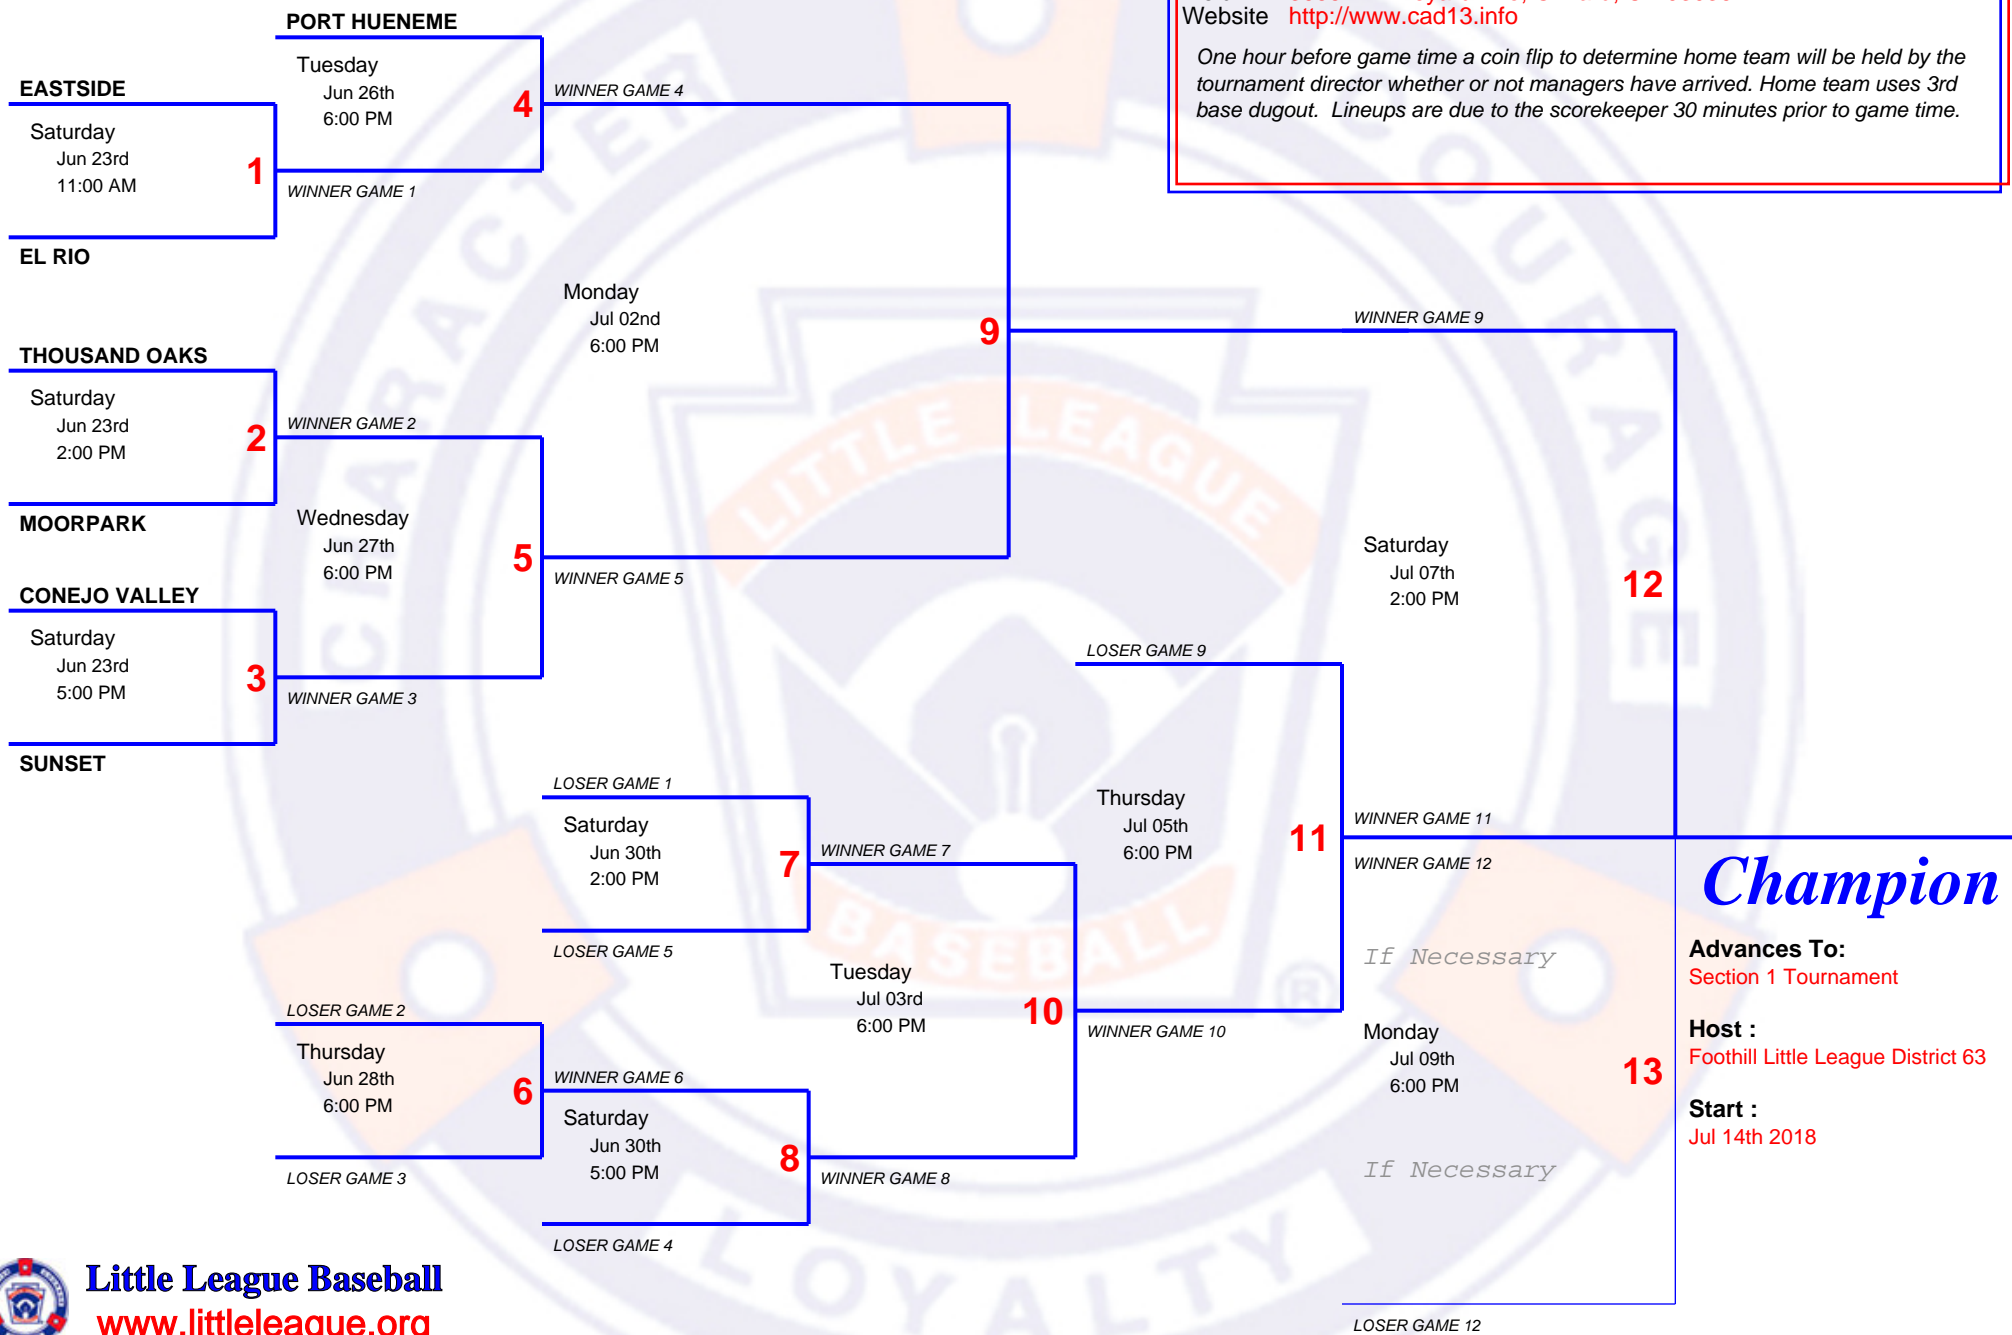 Website http://www.cad13.info
One hour before game time a coin flip to determine home team will be held by the
tournament director whether or not managers have arrived. Home team uses 3rd
base dugout. Lineups are due to the scorekeeper 30 minutes prior to game time.
PORT HUENEME
Tuesday
Jun 26th
6:00 PM
4
WINNER GAME 4
EASTSIDE
Saturday
Jun 23rd
11:00 AM
1
WINNER GAME 1
EL RIO
Monday
Jul 02nd
6:00 PM
9
WINNER GAME 9
THOUSAND OAKS
Saturday
Jun 23rd
2:00 PM
2
WINNER GAME 2
MOORPARK
Wednesday
Jun 27th
6:00 PM
5
WINNER GAME 5
CONEJO VALLEY
Saturday
Jun 23rd
5:00 PM
3
WINNER GAME 3
SUNSET
Saturday
Jul 07th
2:00 PM
12
LOSER GAME 9
LOSER GAME 1
Saturday
Jun 30th
2:00 PM
7
WINNER GAME 7
LOSER GAME 5
Thursday
Jul 05th
6:00 PM
11
WINNER GAME 11
WINNER GAME 12
Champion
If Necessary
Advances To:
Section 1 Tournament
Host :
Foothill Little League District 63
Start :
Jul 14th 2018
Tuesday
Jul 03rd
6:00 PM
10
WINNER GAME 10
Monday
Jul 09th
6:00 PM
13
If Necessary
LOSER GAME 2
Thursday
Jun 28th
6:00 PM
6
WINNER GAME 6
LOSER GAME 3
Saturday
Jun 30th
5:00 PM
8
WINNER GAME 8
LOSER GAME 4
LOSER GAME 12
Little League Baseball
www.littleleague.org
CHARACTER
COURAGE
LOYALTY
LITTLE LEAGUE
BASEBALL
®